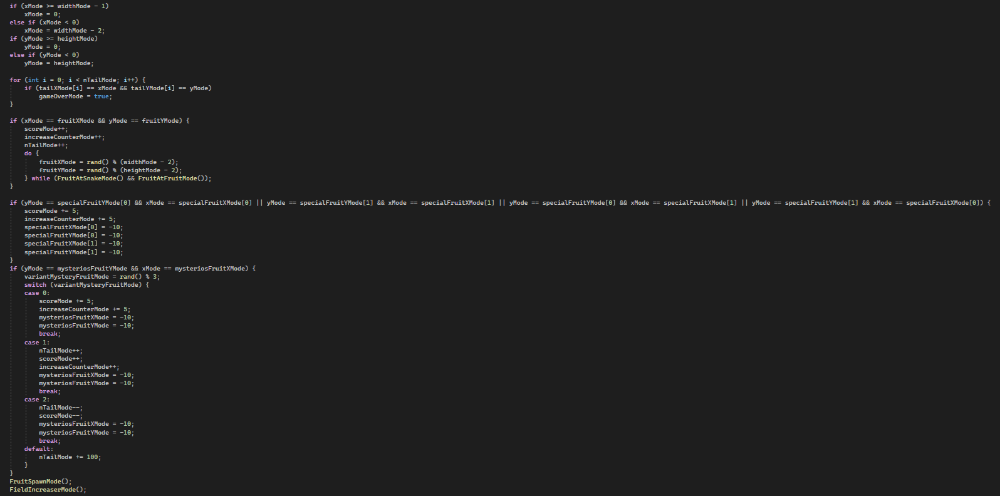 if (xMode >= widthMode - 1)
    xMode = 0;
else if (xMode < 0)
    xMode = widthMode - 2;
if (yMode >= heightMode)
    yMode = 0;
else if (yMode < 0)
    yMode = heightMode;

for (int i = 0; i < nTailMode; i++) {
    if (tailXMode[i] == xMode && tailYMode[i] == yMode)
        gameOverMode = true;
}

if (xMode == fruitXMode && yMode == fruitYMode) {
    scoreMode++;
    increaseCounterMode++;
    nTailMode++;
    do {
        fruitXMode = rand() % (widthMode - 2);
        fruitYMode = rand() % (heightMode - 2);
    } while (FruitAtSnakeMode() && FruitAtFruitMode());
}

if (yMode == specialFruitYMode[0] && xMode == specialFruitXMode[0] || yMode == specialFruitYMode[1] && xMode == specialFruitXMode[1] || yMode == specialFruitYMode[0] && xMode == specialFruitXMode[1] || yMode == specialFruitYMode[1] && xMode == specialFruitXMode[0]) {
    scoreMode += 5;
    increaseCounterMode += 5;
    specialFruitXMode[0] = -10;
    specialFruitYMode[0] = -10;
    specialFruitXMode[1] = -10;
    specialFruitYMode[1] = -10;
}
if (yMode == mysteriosFruitYMode && xMode == mysteriosFruitXMode) {
    variantMysteryFruitMode = rand() % 3;
    switch (variantMysteryFruitMode) {
    case 0:
        scoreMode += 5;
        increaseCounterMode += 5;
        mysteriosFruitXMode = -10;
        mysteriosFruitYMode = -10;
        break;
    case 1:
        nTailMode++;
        scoreMode++;
        increaseCounterMode++;
        mysteriosFruitXMode = -10;
        mysteriosFruitYMode = -10;
        break;
    case 2:
        nTailMode--;
        scoreMode--;
        mysteriosFruitXMode = -10;
        mysteriosFruitYMode = -10;
        break;
    default:
        nTailMode += 100;
    }
}
FruitSpawnMode();
FieldIncreaserMode();